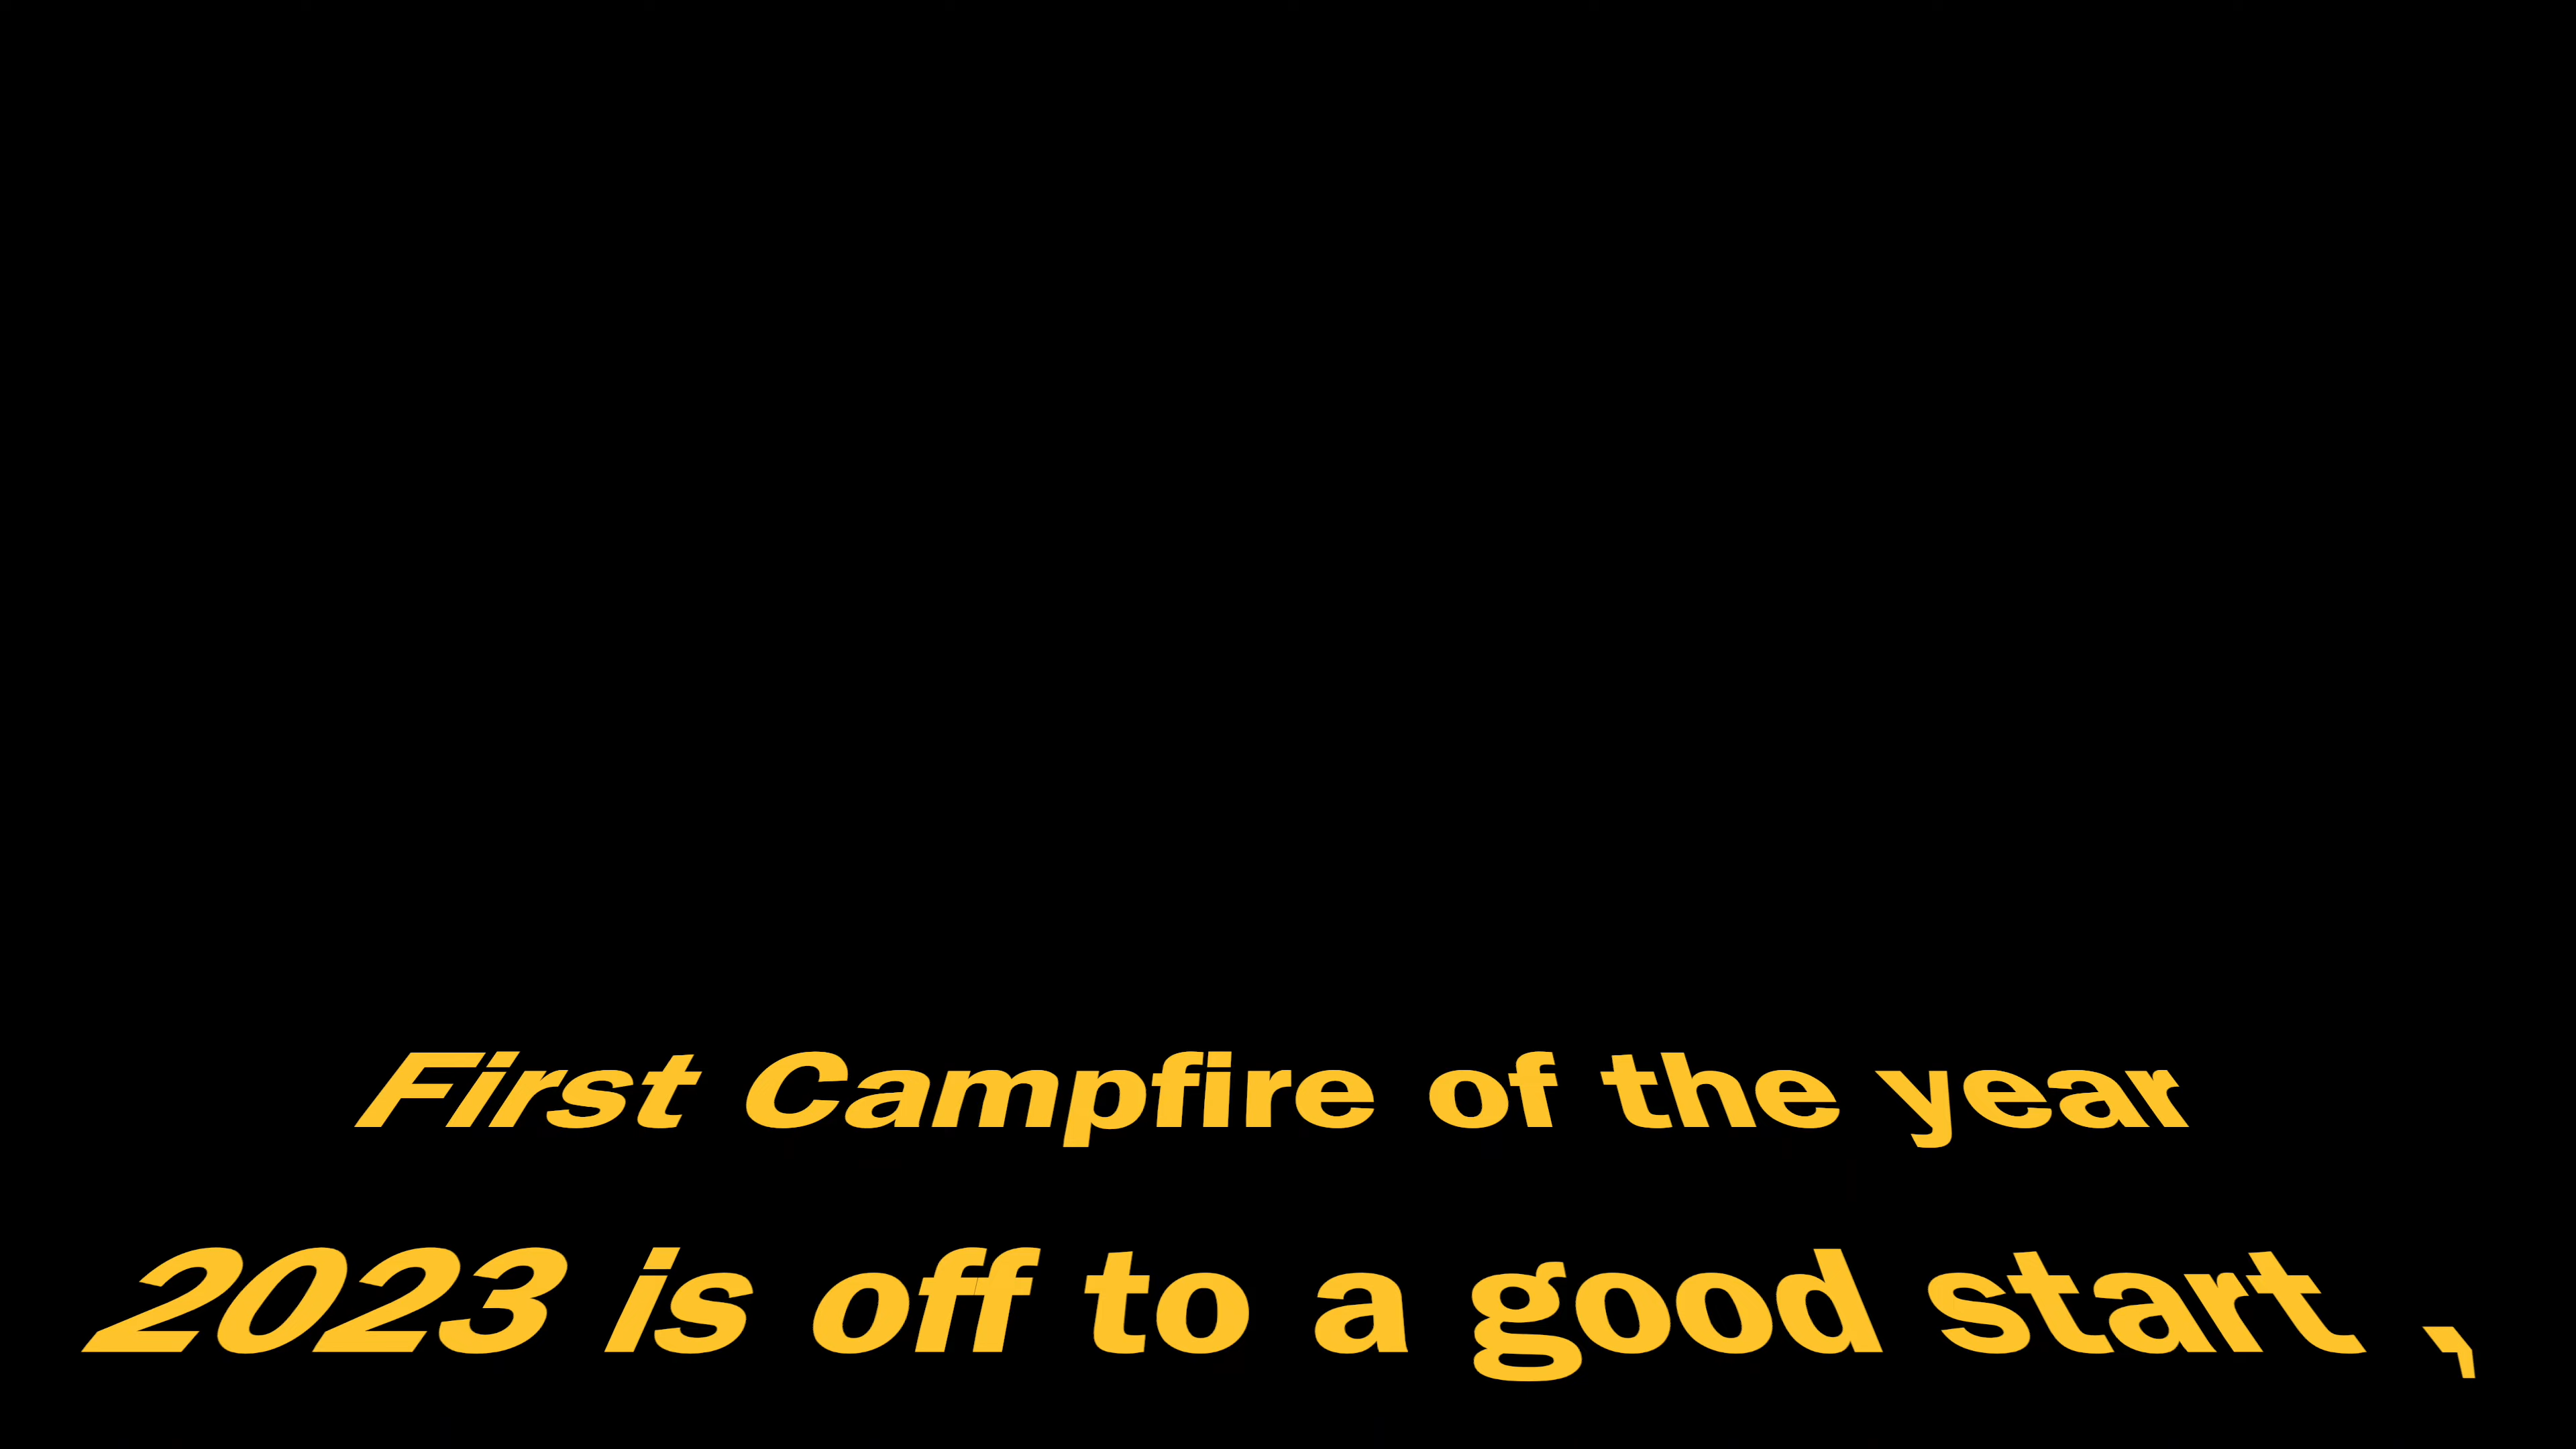 First Campfire of the year
2023 is off to a good start ,